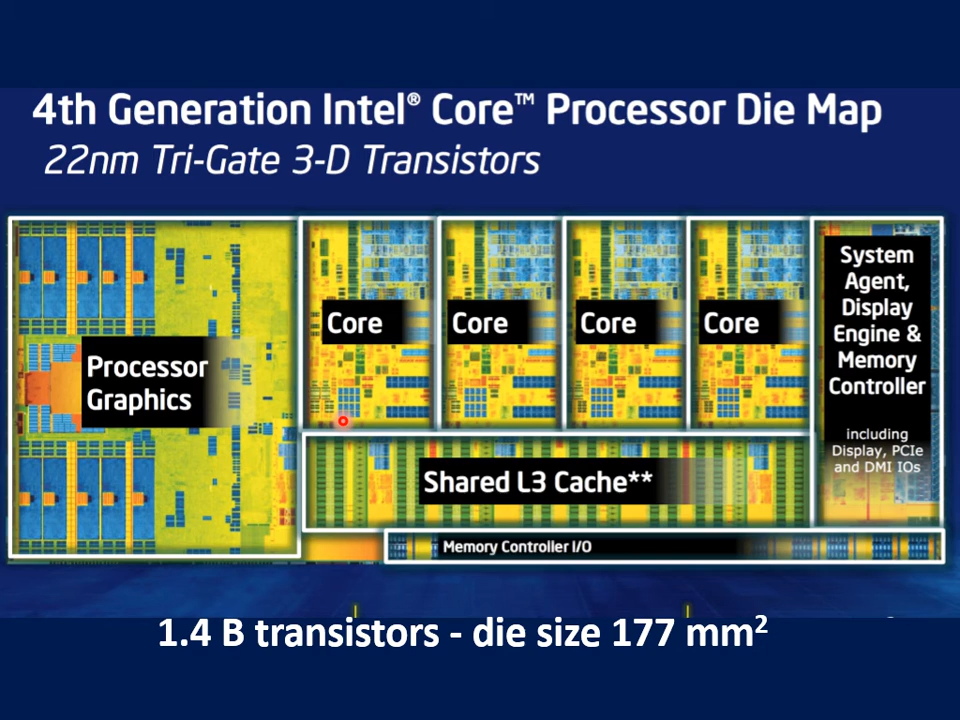 4th Generation Intel® Core™ Processor Die Map
22nm Tri-Gate 3-D Transistors
Processor
Graphics
Core
Core
Core
Core
System
Agent,
Display
Engine &
Memory
Controller
including
Display, PCIe
and DMI IOs
Shared L3 Cache**
Memory Controller I/O
1.4 B transistors - die size 177 mm²